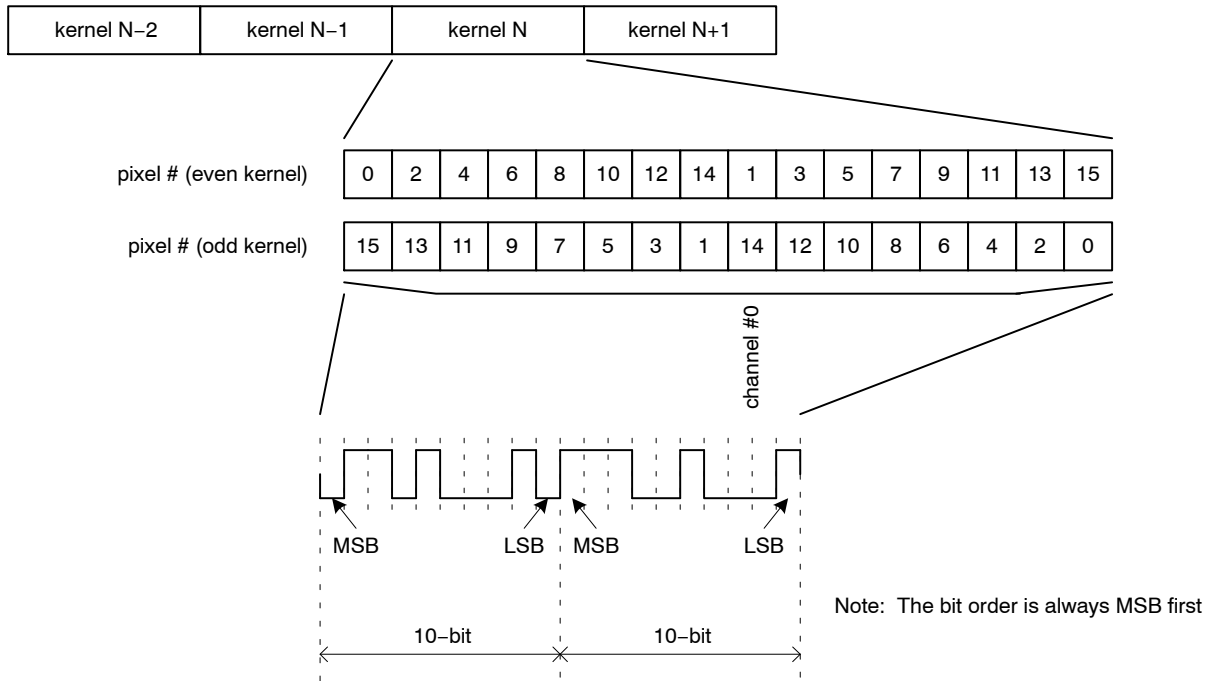 kernel N−2 kernel N−1 kernel N kernel N+1
pixel # (even kernel) 0 2 4 6 8 10 12 14 1 3 5 7 9 11 13 15
pixel # (odd kernel) 15 13 11 9 7 5 3 1 14 12 10 8 6 4 2 0
channel #0
MSB LSB MSB LSB
Note: The bit order is always MSB first
10−bit 10−bit